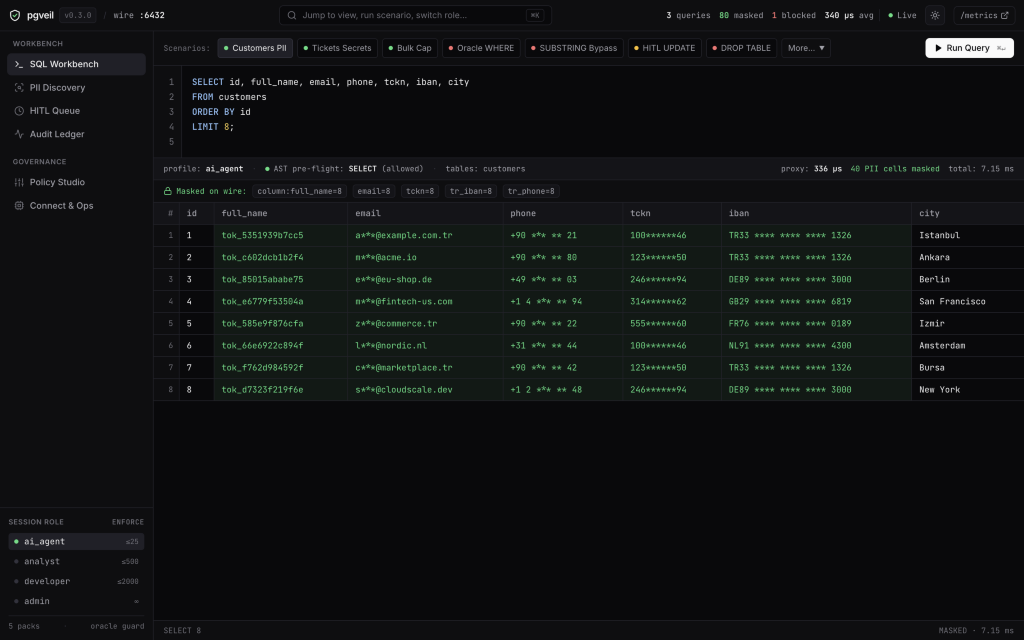 pgveil v0.3.0 / wire :6432
Jump to view, run scenario, switch role... ⌘K
3 queries 80 masked 1 blocked 340 µs avg Live /metrics
WORKBENCH
SQL Workbench
PII Discovery
HITL Queue
Audit Ledger
GOVERNANCE
Policy Studio
Connect & Ops
SESSION ROLE ENFORCE
ai_agent ≤25
analyst ≤500
developer ≤2000
admin ∞
5 packs · oracle guard
Scenarios: Customers PII Tickets Secrets Bulk Cap Oracle WHERE SUBSTRING Bypass HITL UPDATE DROP TABLE More... ▼ Run Query ⌘↵
1 SELECT id, full_name, email, phone, tckn, iban, city
2 FROM customers
3 ORDER BY id
4 LIMIT 8;
5
profile: ai_agent · AST pre-flight: SELECT (allowed) · tables: customers proxy: 336 µs 40 PII cells masked total: 7.15 ms
Masked on wire: column:full_name=8 email=8 tckn=8 tr_iban=8 tr_phone=8
# id full_name email phone tckn iban city
1 1 tok_5351939b7cc5 a***@example.com.tr +90 *** ** 21 100******46 TR33 **** **** **** 1326 Istanbul
2 2 tok_c602dcb1b2f4 m***@acme.io +90 *** ** 80 123******50 TR33 **** **** **** 1326 Ankara
3 3 tok_85015ababe75 e***@eu-shop.de +49 *** ** 03 246******94 DE89 **** **** **** 3000 Berlin
4 4 tok_e6779f53504a m***@fintech-us.com +1 4 *** ** 94 314******62 GB29 **** **** **** 6819 San Francisco
5 5 tok_585e9f876cfa z***@commerce.tr +90 *** ** 22 555******60 FR76 **** **** **** 0189 Izmir
6 6 tok_66e6922c894f l***@nordic.nl +31 *** ** 44 100******46 NL91 **** **** **** 4300 Amsterdam
7 7 tok_f762d984592f c***@marketplace.tr +90 *** ** 42 123******50 TR33 **** **** **** 1326 Bursa
8 8 tok_d7323f219f6e s***@cloudscale.dev +1 2 *** ** 48 246******94 DE89 **** **** **** 3000 New York
SELECT 8 MASKED · 7.15 ms